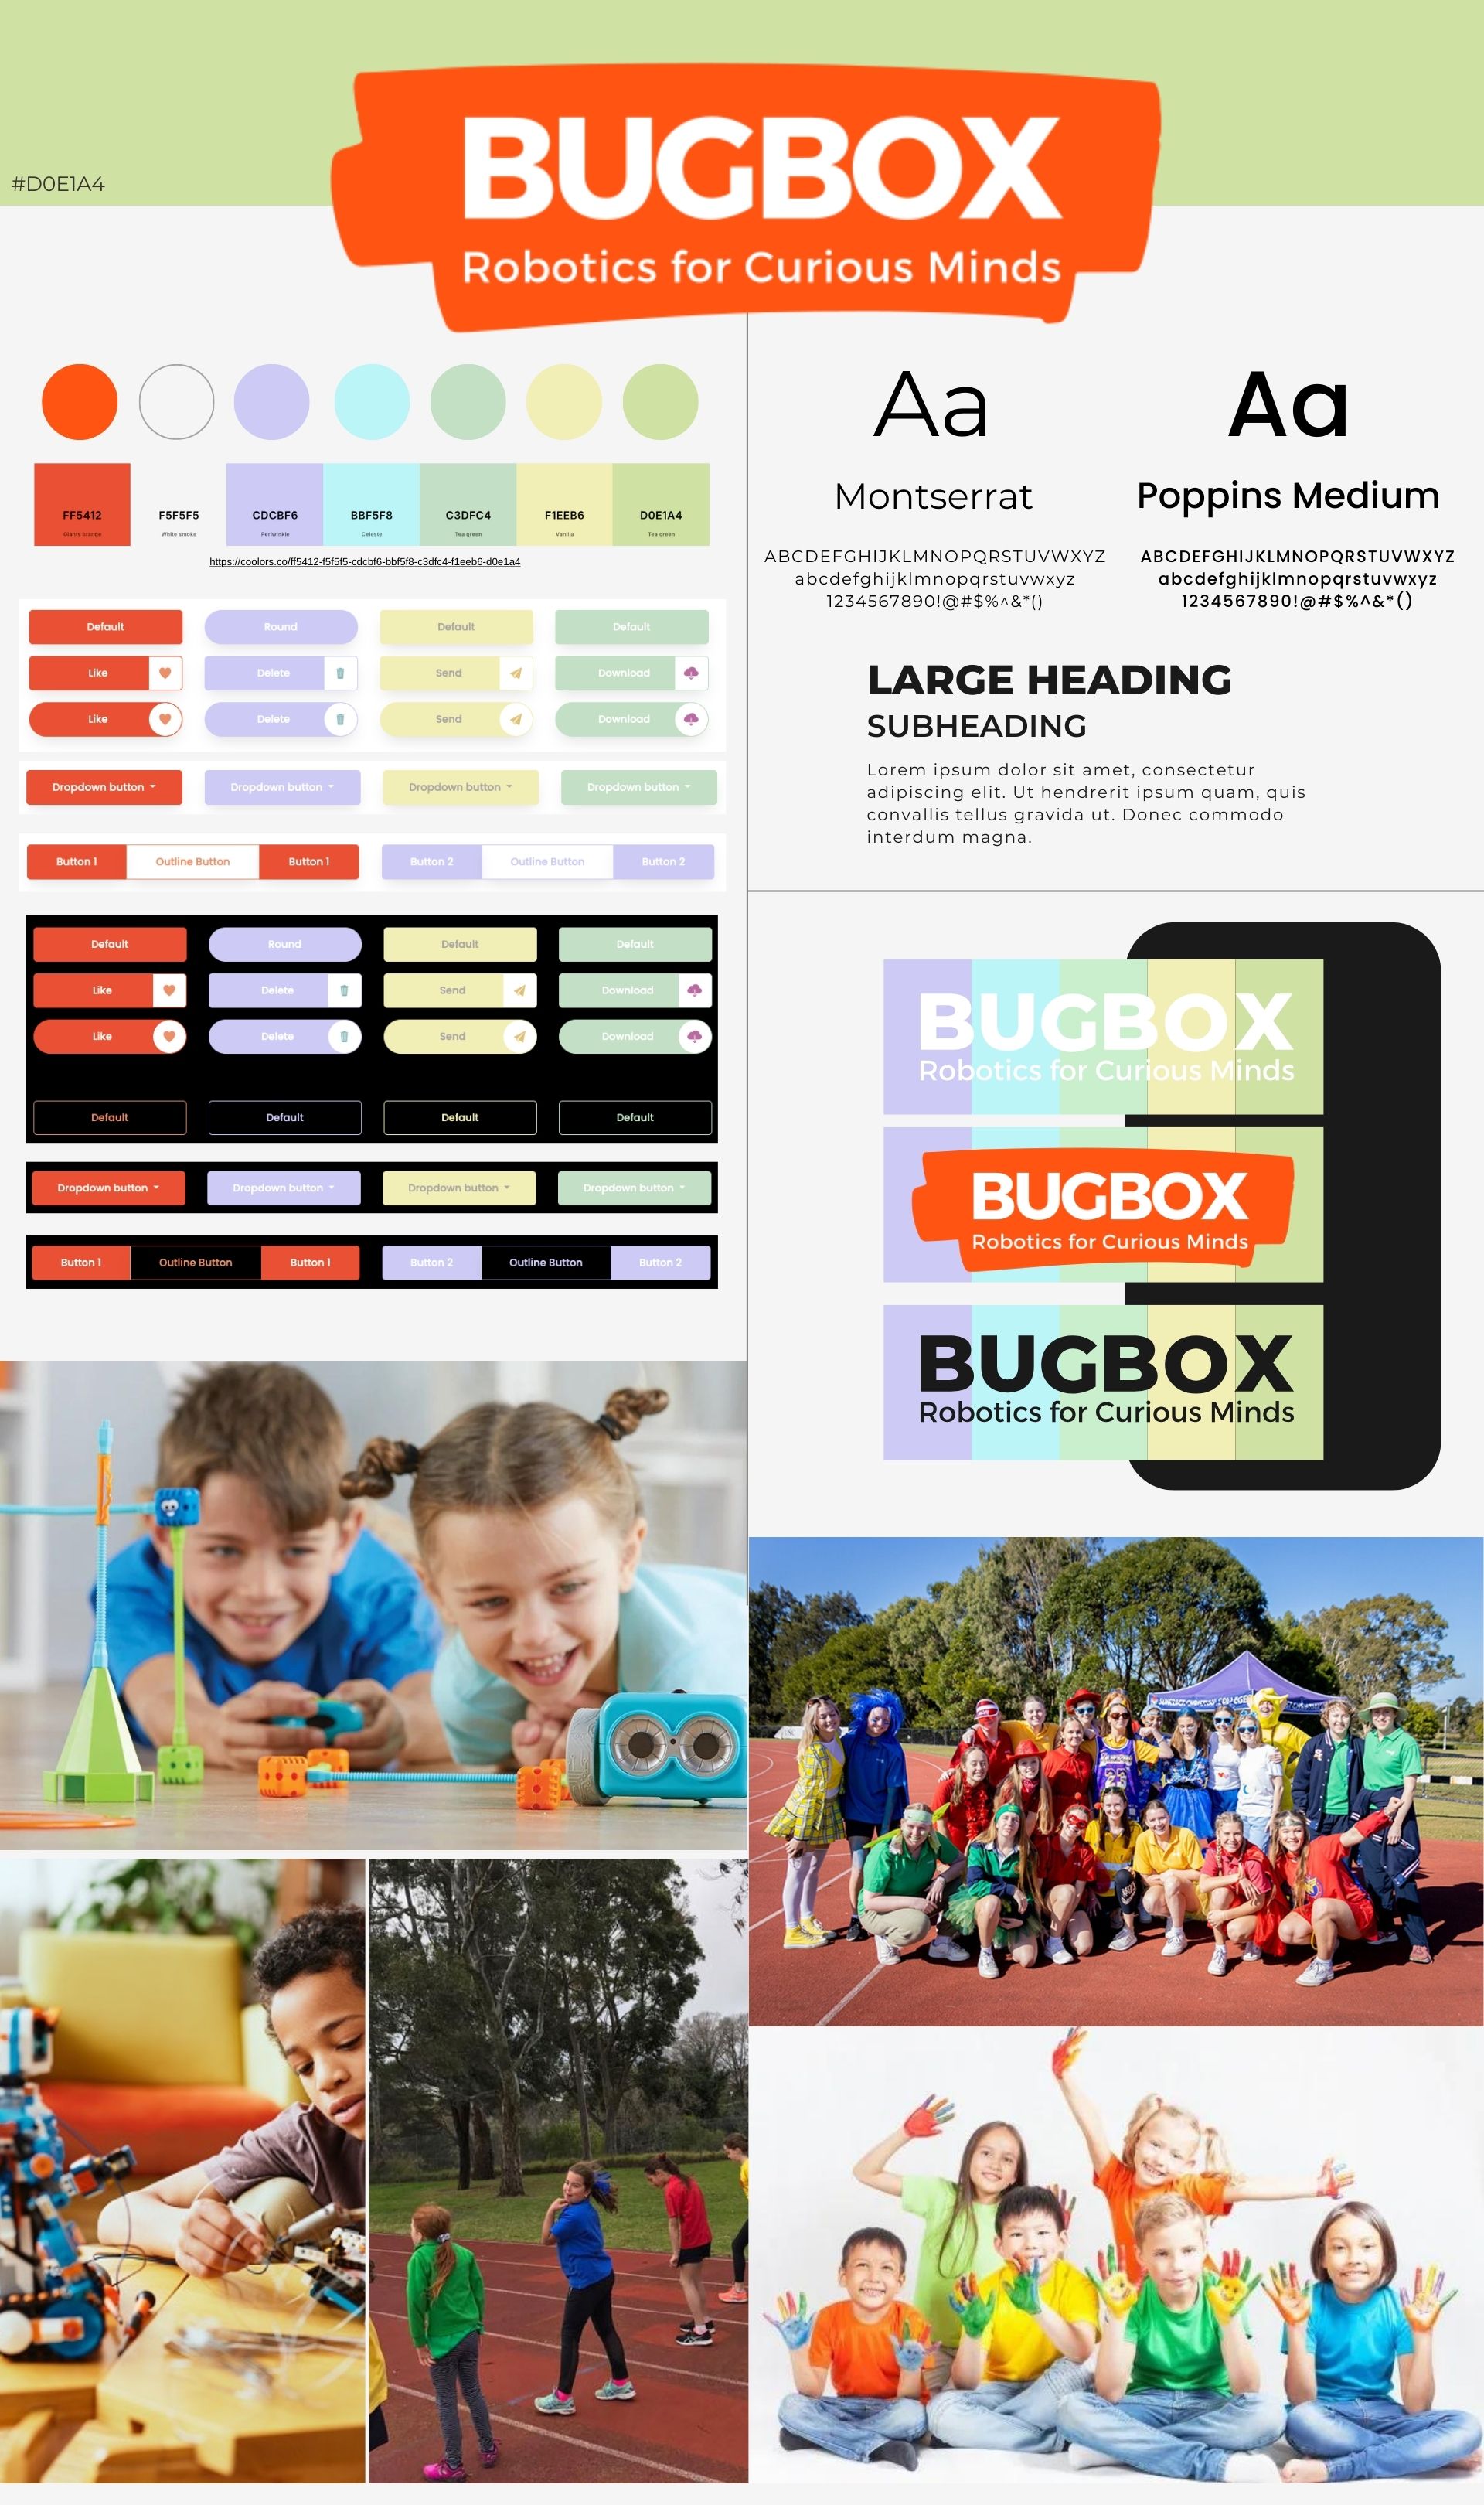 BUGBOX
Robotics for Curious Minds
#D0E1A4
FF5412 F5F5F5 CDCBF6 BBF5F8 C3DFC4 F1EEB6 D0E1A4
Giants orange White smoke Periwinkle Celeste Tea green Vanilla Tea green
https://coolors.co/ff5412-f5f5f5-cdcbf6-bbf5f8-c3dfc4-f1eeb6-d0e1a4
Default Round Default Default
Like Delete Send Download
Like Delete Send Download
Dropdown button Dropdown button Dropdown button Dropdown button
Button 1 Outline Button Button 1 Button 2 Outline Button Button 2
Default Round Default Default
Like Delete Send Download
Like Delete Send Download
Default Default Default Default
Dropdown button Dropdown button Dropdown button Dropdown button
Button 1 Outline Button Button 1 Button 2 Outline Button Button 2
Aa
Montserrat
ABCDEFGHIJKLMNOPQRSTUVWXYZ
abcdefghijklmnopqrstuvwxyz
1234567890!@#$%^&*()
Aa
Poppins Medium
ABCDEFGHIJKLMNOPQRSTUVWXYZ
abcdefghijklmnopqrstuvwxyz
1234567890!@#$%^&*()
LARGE HEADING
SUBHEADING
Lorem ipsum dolor sit amet, consectetur
adipiscing elit. Ut hendrerit ipsum quam, quis
convallis tellus gravida ut. Donec commodo
interdum magna.
BUGBOX
Robotics for Curious Minds
BUGBOX
Robotics for Curious Minds
BUGBOX
Robotics for Curious Minds
CHRISTIAN COLLEGE
23